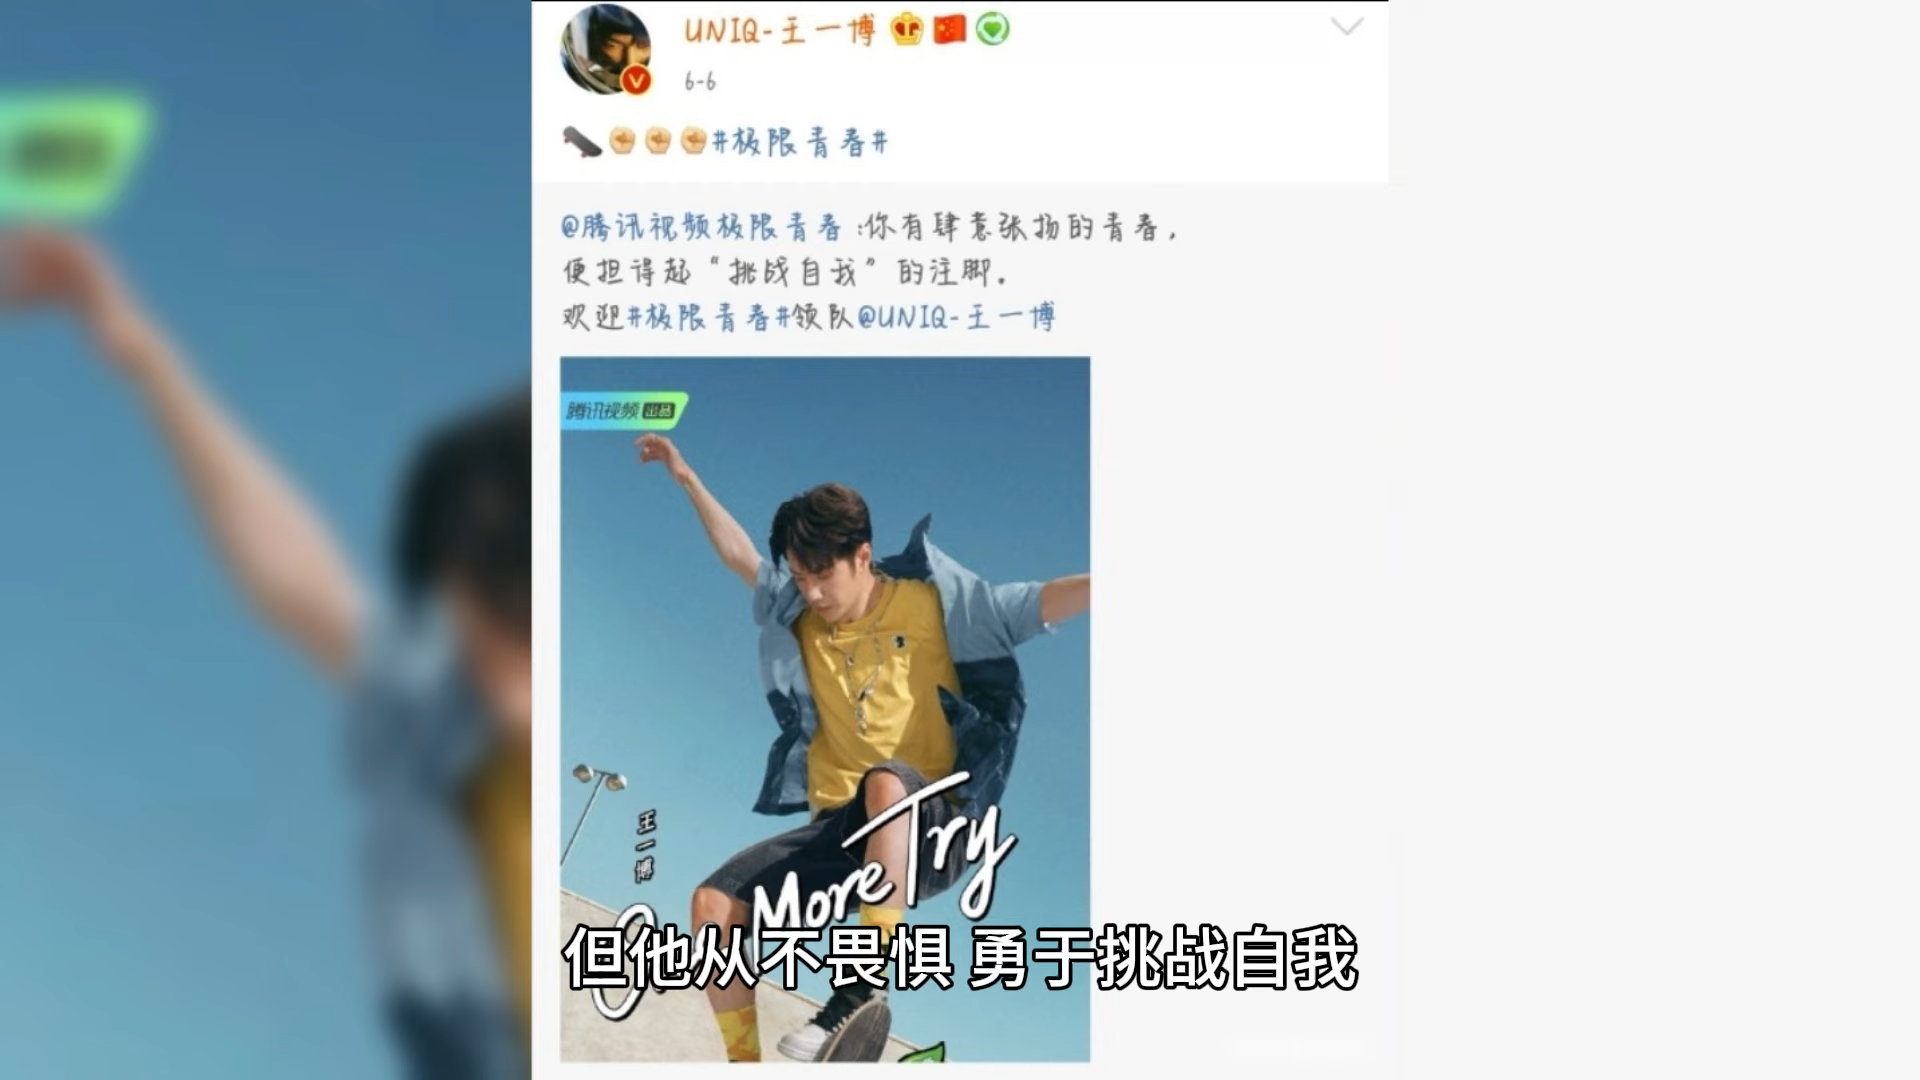 UNIQ-王一博
6-6
#极限青春#
@腾讯视频极限青春:你有肆意张扬的青春,
便担得起“挑战自我”的注脚。
欢迎#极限青春#领队@UNIQ-王一博
腾讯视频 出品
王一博
One More Try
但他从不畏惧 勇于挑战自我